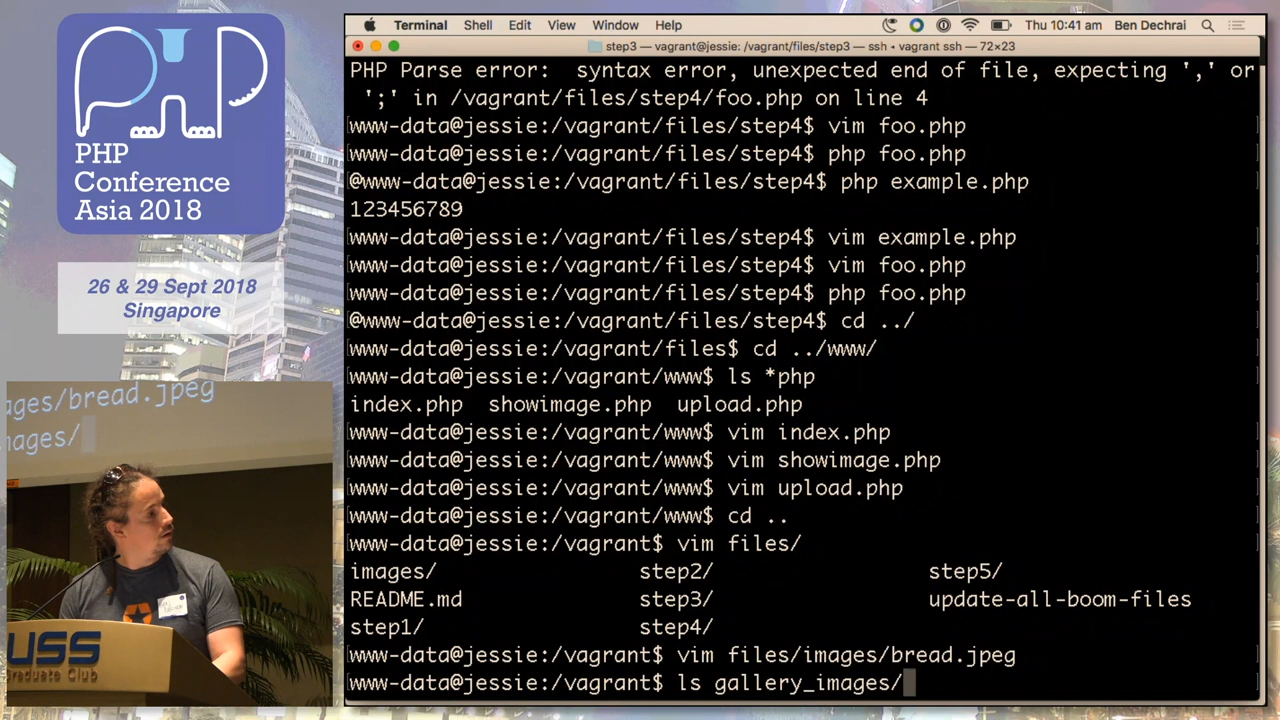 PHP
Conference
Asia 2018
26 & 29 Sept 2018
Singapore
ages/bread.jpeg
mages/
USS
Graduate Club
Terminal Shell Edit View Window Help Thu 10:41 am Ben Dechrai
step3 — vagrant@jessie: /vagrant/files/step3 — ssh • vagrant ssh — 72×23
PHP Parse error:  syntax error, unexpected end of file, expecting ',' or
';' in /vagrant/files/step4/foo.php on line 4
www-data@jessie:/vagrant/files/step4$ vim foo.php
www-data@jessie:/vagrant/files/step4$ php foo.php
@www-data@jessie:/vagrant/files/step4$ php example.php
123456789
www-data@jessie:/vagrant/files/step4$ vim example.php
www-data@jessie:/vagrant/files/step4$ vim foo.php
www-data@jessie:/vagrant/files/step4$ php foo.php
@www-data@jessie:/vagrant/files/step4$ cd ../
www-data@jessie:/vagrant/files$ cd ../www/
www-data@jessie:/vagrant/www$ ls *php
index.php  showimage.php  upload.php
www-data@jessie:/vagrant/www$ vim index.php
www-data@jessie:/vagrant/www$ vim showimage.php
www-data@jessie:/vagrant/www$ vim upload.php
www-data@jessie:/vagrant/www$ cd ..
www-data@jessie:/vagrant$ vim files/
images/ step2/ step5/
README.md step3/ update-all-boom-files
step1/ step4/
www-data@jessie:/vagrant$ vim files/images/bread.jpeg
www-data@jessie:/vagrant$ ls gallery_images/